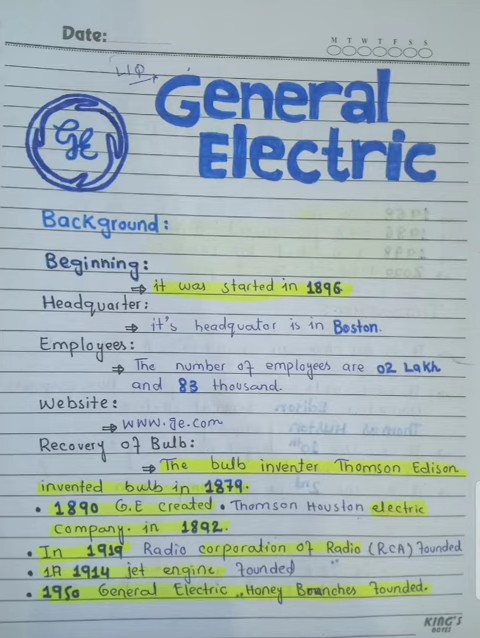 Date:
M T W T F S S
General
Electric
GE
Background:
Beginning:
⇒ it was started in 1896
Headquarter:
⇒ it's headquator is in Boston.
Employees:
⇒ The number of employees are 02 Lakh
and 83 thousand.
Website:
⇒ www.ge.com
Recovery of Bulb:
⇒ The bulb inventer Thomson Edison
invented bulb in 1879.
• 1890 G.E created • Thomson Houston electric
company. in 1892.
• In 1919 Radio corporation of Radio (RCA) founded
• 1914 jet engine founded "
• 1950 General Electric Honey Founded.
KING'S
NOTES